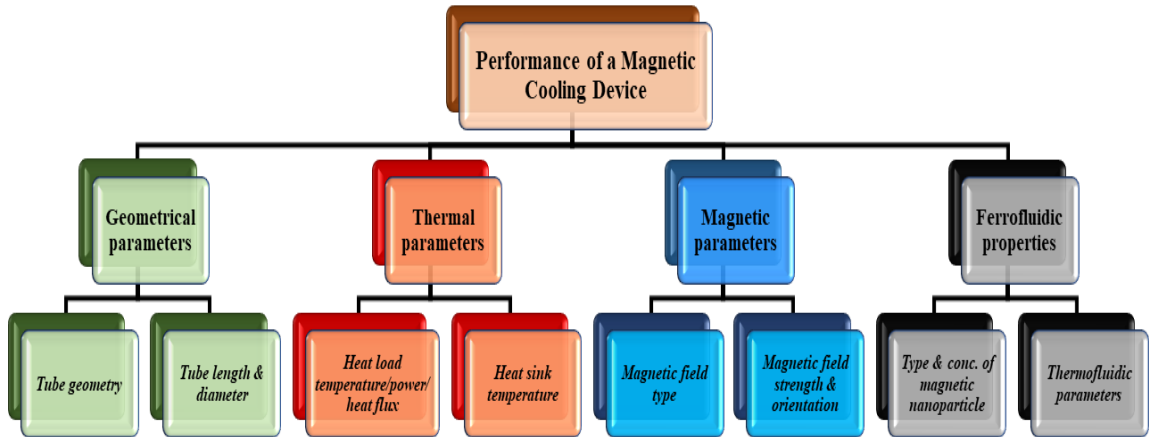 Performance of a Magnetic
Cooling Device
Geometrical
parameters
Thermal
parameters
Magnetic
parameters
Ferrofluidic
properties
Tube geometry
Tube length &
diameter
Heat load
temperature/power/
heat flux
Heat sink
temperature
Magnetic field
type
Magnetic field
strength &
orientation
Type & conc. of
magnetic
nanoparticle
Thermofluidic
parameters